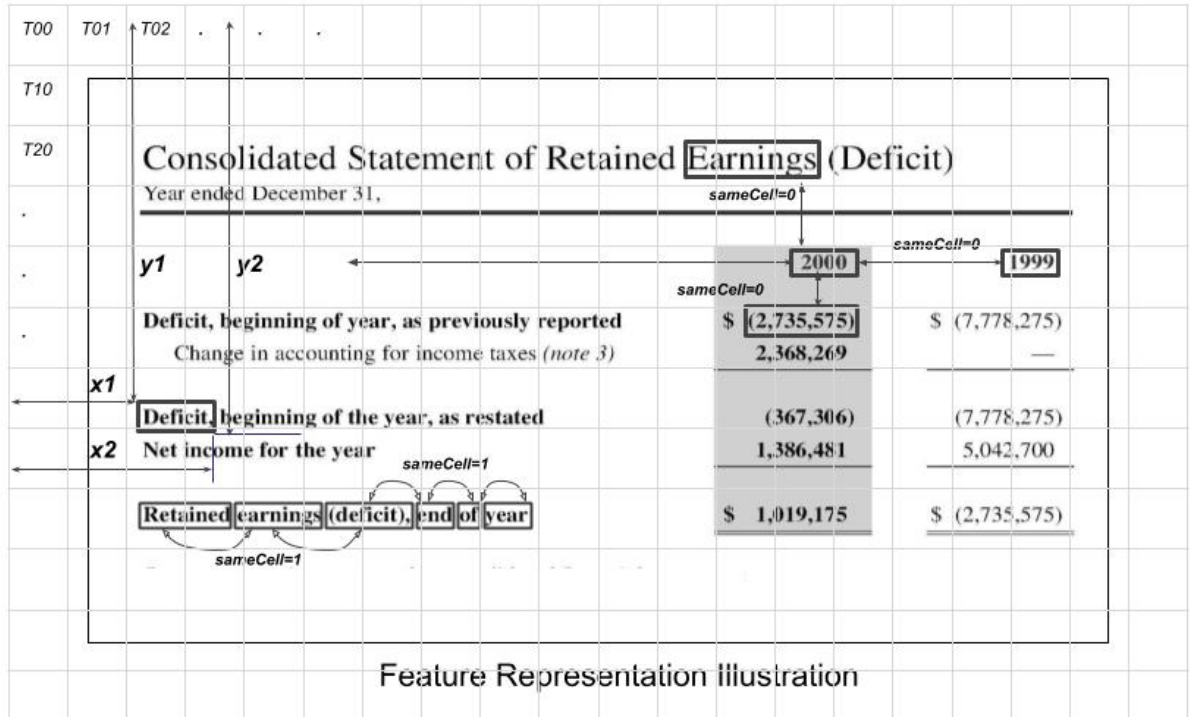 T00 T01 T02 . . .
T10
T20
Consolidated Statement of Retained Earnings (Deficit)
Year ended December 31,
sameCell=0
.
sameCell=0
.
y1 y2 2000 1999
sameCell=0
Deficit, beginning of year, as previously reported $ (2,735,575) $ (7,778,275)
.
Change in accounting for income taxes (note 3) 2,368,269 —
x1
Deficit, beginning of the year, as restated (367,306) (7,778,275)
x2 Net income for the year 1,386,481 5,042,700
sameCell=1
Retained earnings (deficit), end of year $ 1,019,175 $ (2,735,575)
sameCell=1
Feature Representation Illustration